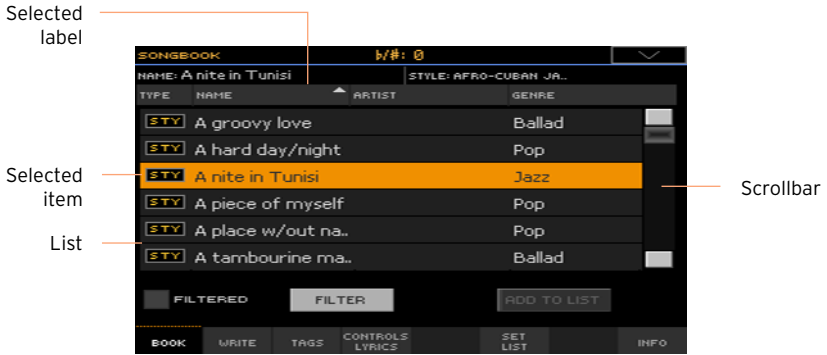 Selected
label
SONGBOOK b/#: 0
NAME: A nite in Tunisi STYLE: AFRO-CUBAN JA..
TYPE NAME ARTIST GENRE
STY A groovy love Ballad
STY A hard day/night Pop
Selected
item
STY A nite in Tunisi Jazz
STY A piece of myself Pop
Scrollbar
List
STY A place w/out na.. Pop
STY A tambourine ma.. Ballad
FILTERED FILTER ADD TO LIST
BOOK WRITE TAGS CONTROLS LYRICS SET LIST INFO